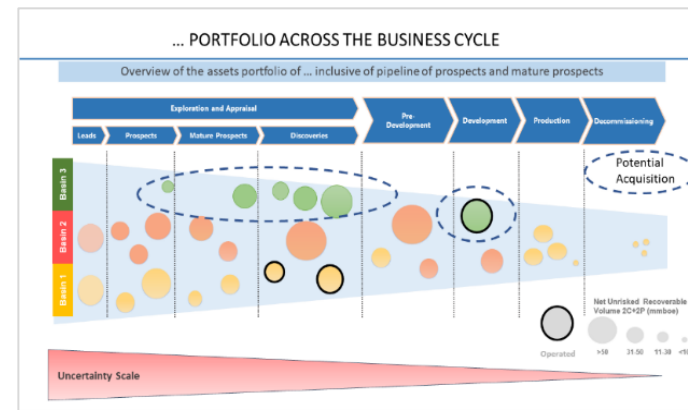 ... PORTFOLIO ACROSS THE BUSINESS CYCLE
Overview of the assets portfolio of ... inclusive of pipeline of prospects and mature prospects
Exploration and Appraisal
Pre-
Development
Development
Production
Decommissioning
Leads
Prospects
Mature Prospects
Discoveries
Potential
Acquisition
Basin 3
Basin 2
Basin 1
Net Unrisked Recoverable
Volume 2C+2P (mmboe)
Operated
>50
31-50
11-30
Uncertainty Scale